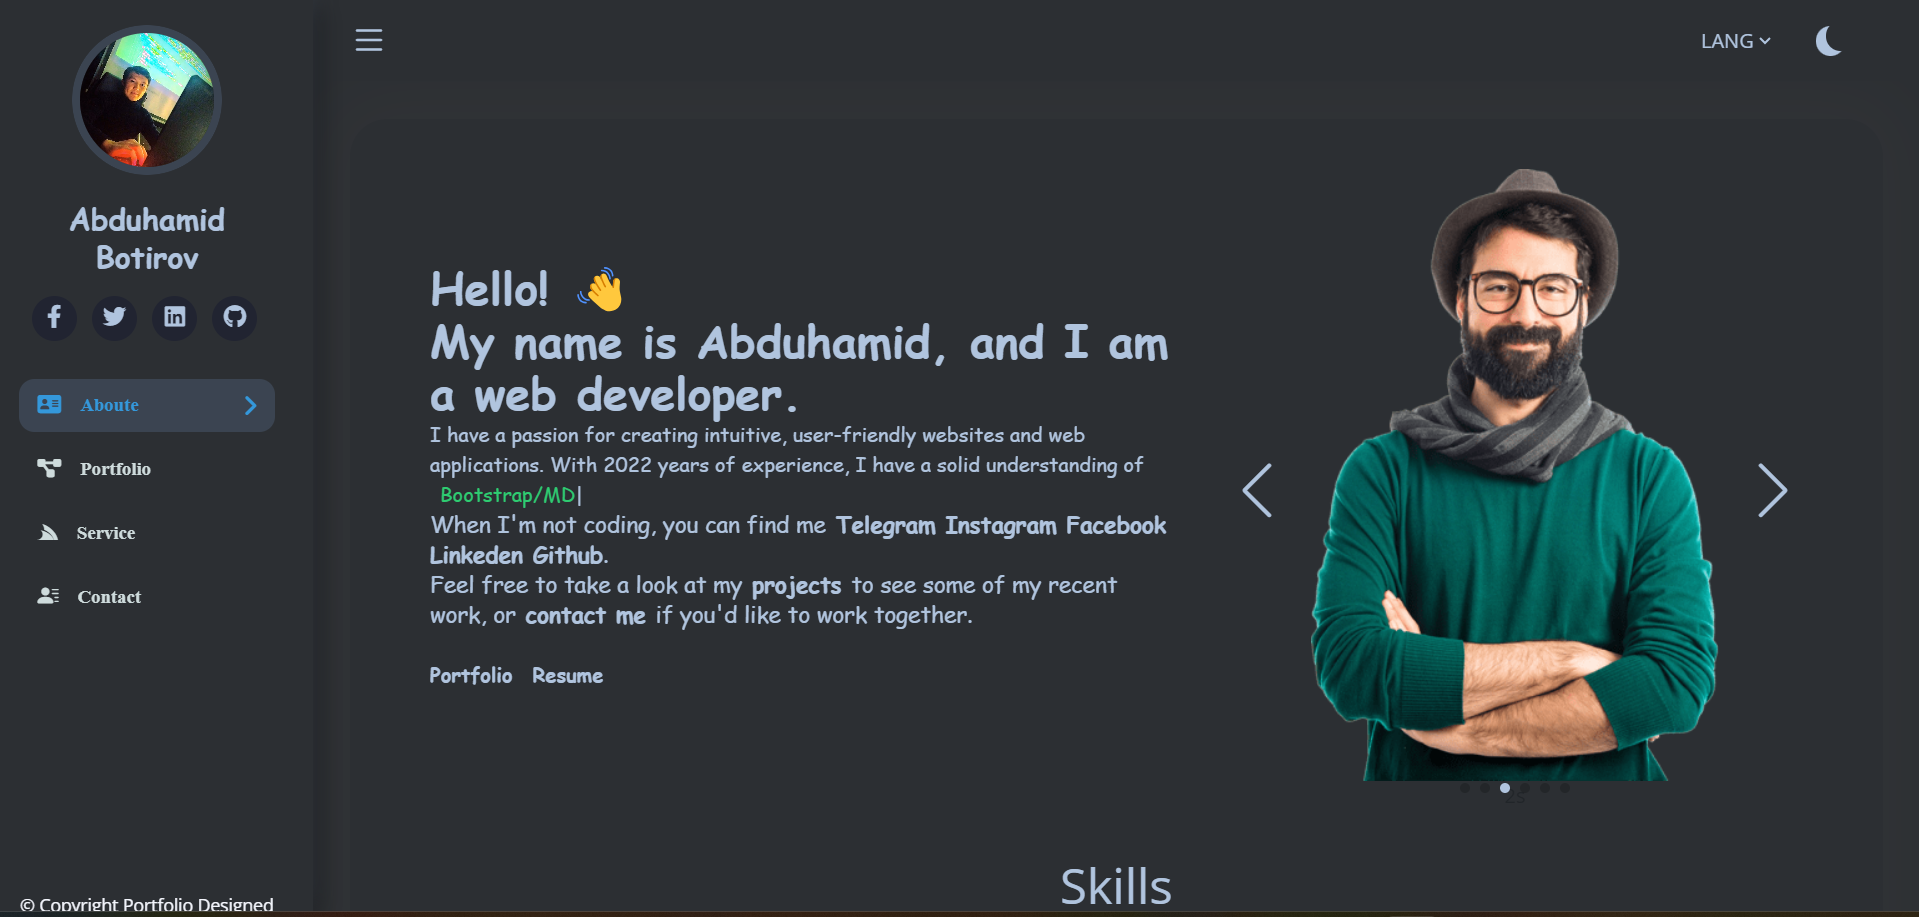 Abduhamid
Botirov
Aboute
Portfolio
Service
Contact
© Copyright Portfolio Designed
LANG
Hello! 👋
My name is Abduhamid, and I am
a web developer.
I have a passion for creating intuitive, user-friendly websites and web
applications. With 2022 years of experience, I have a solid understanding of
Bootstrap/MD|
When I'm not coding, you can find me Telegram Instagram Facebook
Linkeden Github.
Feel free to take a look at my projects to see some of my recent
work, or contact me if you'd like to work together.
Portfolio Resume
2s
Skills